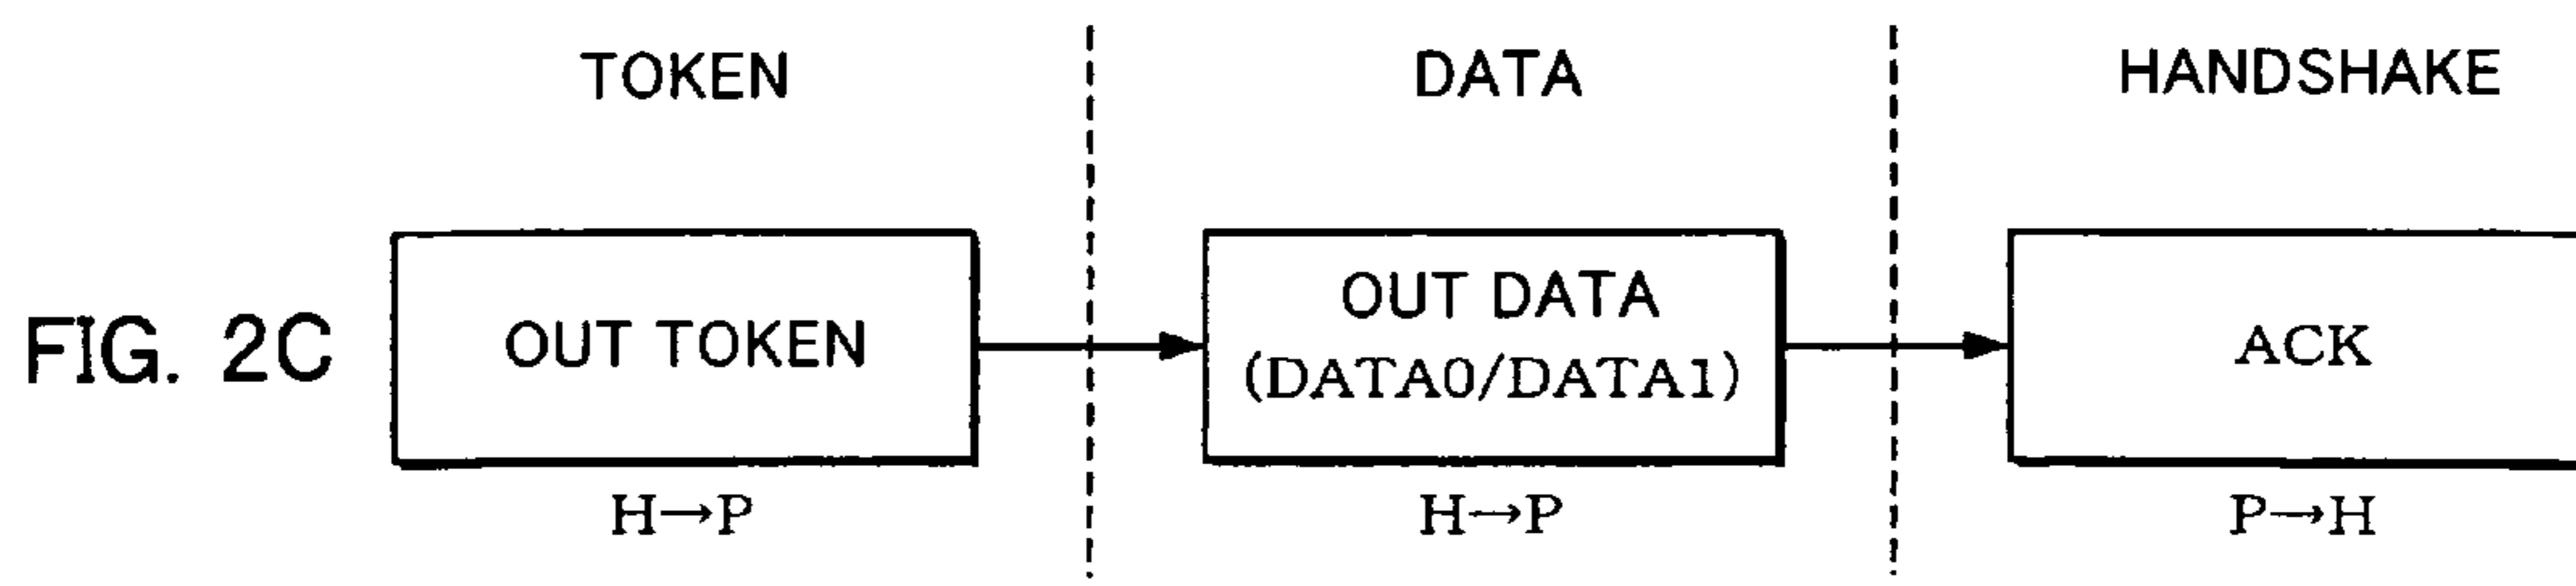 TOKEN DATA HANDSHAKE
FIG. 2C
OUT TOKEN
OUT DATA
(DATA0/DATA1)
ACK
H→P H→P P→H